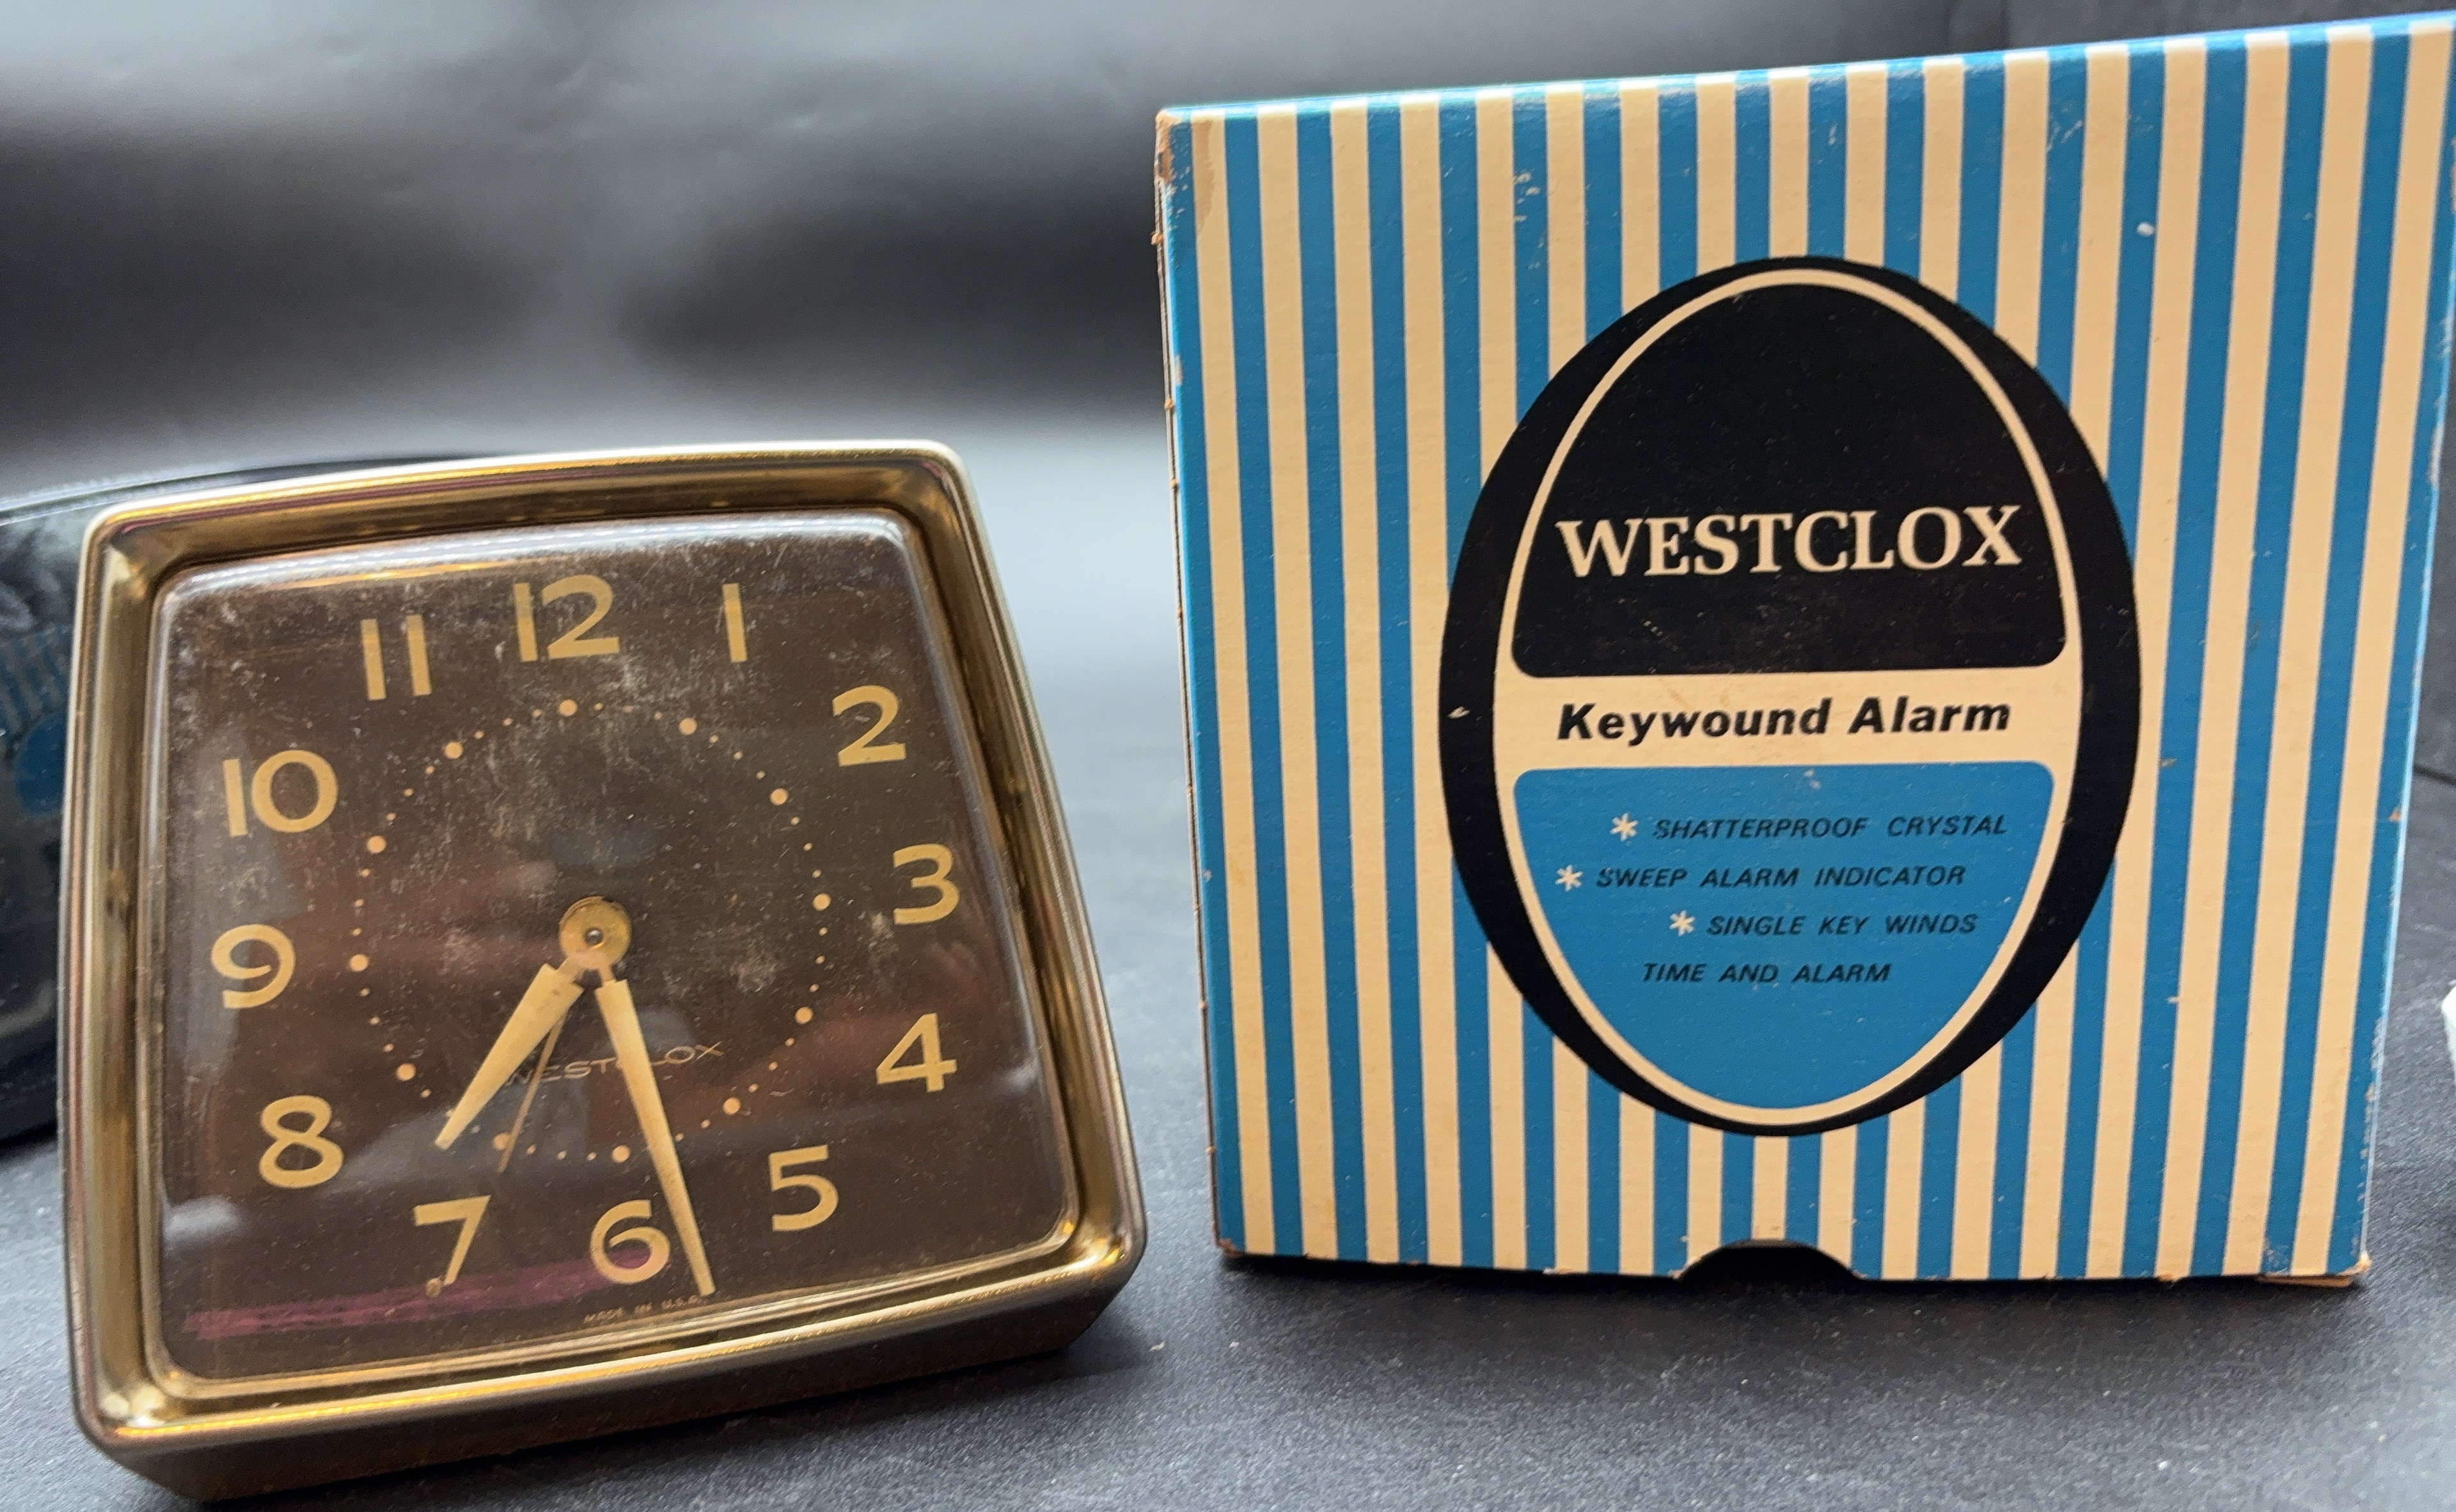 12
11
1
10
2
9
3
8
4
7
6
5
WESTCLOX
MADE IN U.S.A.
WESTCLOX
Keywound Alarm
* SHATTERPROOF CRYSTAL
* SWEEP ALARM INDICATOR
* SINGLE KEY WINDS
TIME AND ALARM